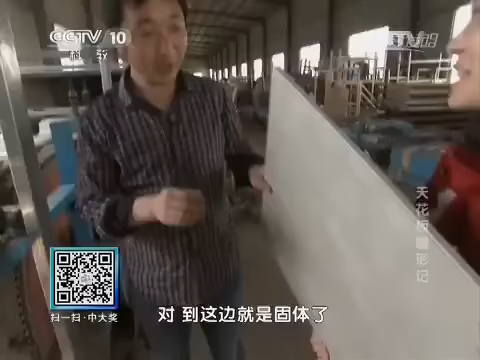 CCTV 10
科教
天花板变形记
扫一扫·中大奖
对 到这边就是固体了